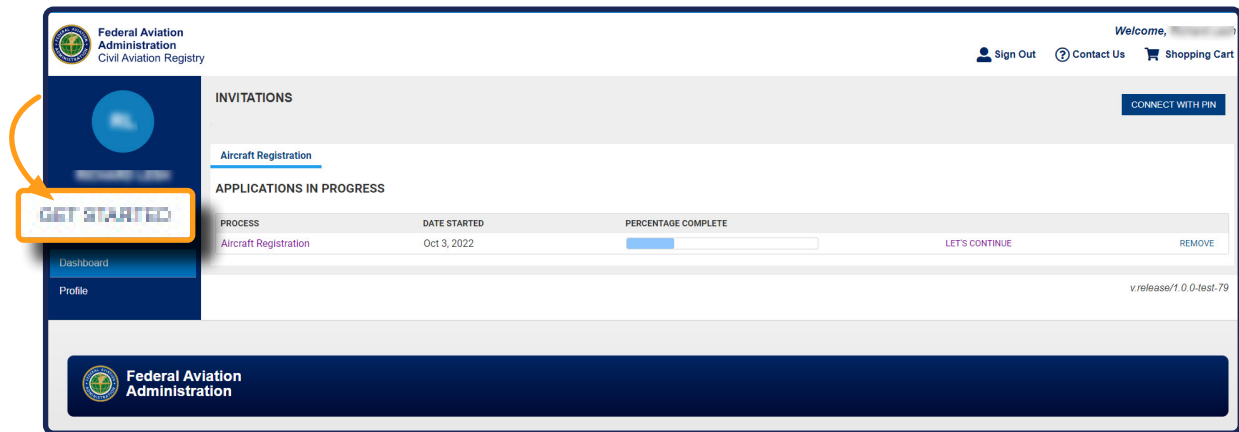 Federal Aviation
Administration
Civil Aviation Registry
Welcome,
Sign Out Contact Us Shopping Cart
INVITATIONS
CONNECT WITH PIN
Aircraft Registration
APPLICATIONS IN PROGRESS
GET STARTED
PROCESS DATE STARTED PERCENTAGE COMPLETE
Aircraft Registration Oct 3, 2022 LET'S CONTINUE REMOVE
Dashboard
Profile
v.release/1.0.0-test-79
Federal Aviation
Administration